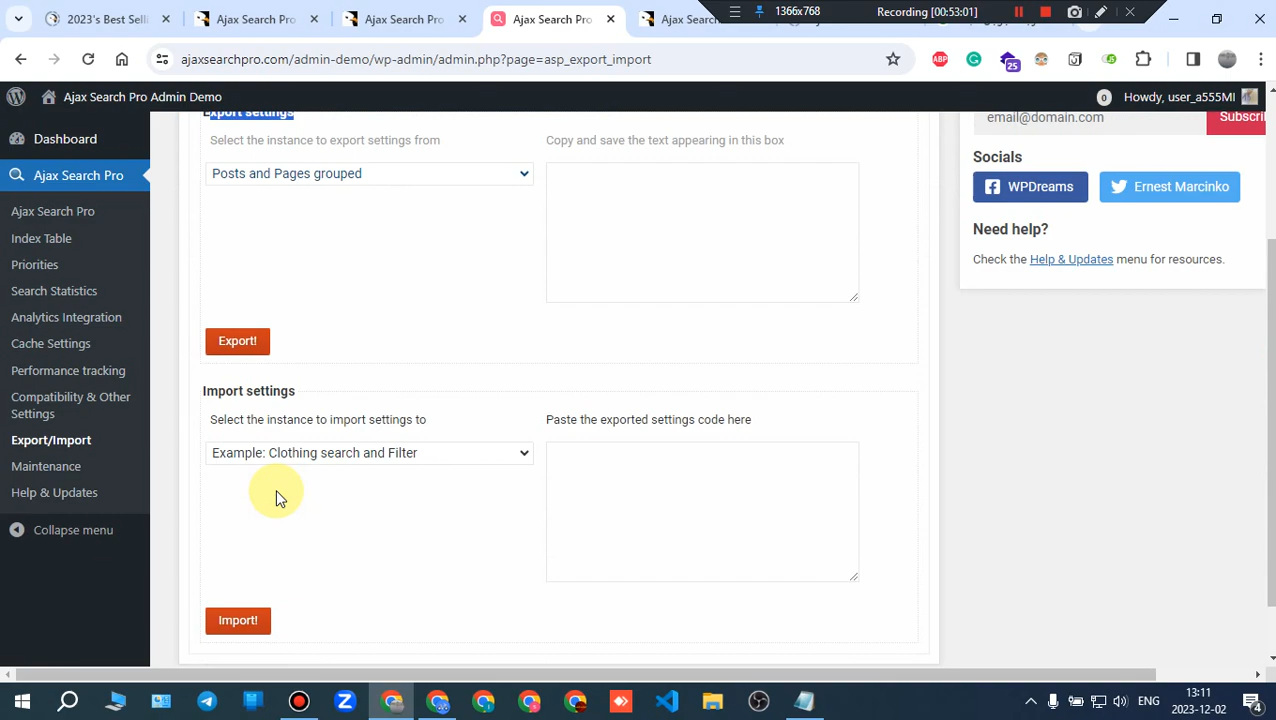 2023's Best Selli
Ajax Search Pro
Ajax Search Pro
Ajax Search Pro
Ajax Sear
Recording [00:53:01]
1366x768
ajaxsearchpro.com/admin-demo/wp-admin/admin.php?page=asp_export_import
25
Ajax Search Pro Admin Demo
0
Howdy, user_a555MI
Dashboard
Ajax Search Pro
Ajax Search Pro
Index Table
Priorities
Search Statistics
Analytics Integration
Cache Settings
Performance tracking
Compatibility & Other
Settings
Export/Import
Maintenance
Help & Updates
Collapse menu
Export settings
Select the instance to export settings from
Copy and save the text appearing in this box
Posts and Pages grouped
Export!
Import settings
Select the instance to import settings to
Paste the exported settings code here
Example: Clothing search and Filter
Import!
email@domain.com
Subscri
Socials
WPDreams
Ernest Marcinko
Need help?
Check the Help & Updates menu for resources.
ENG
13:11
2023-12-02
4